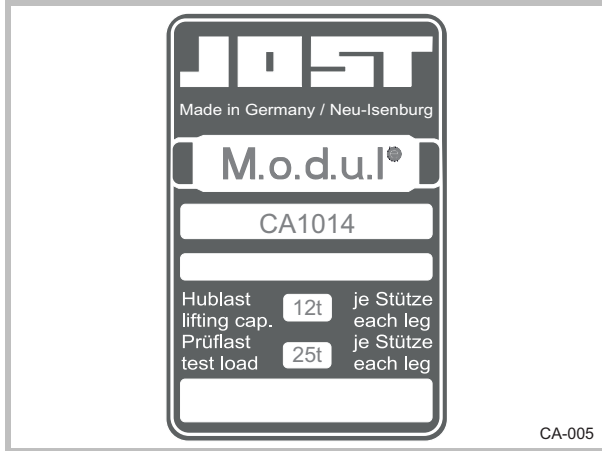 JOST
Made in Germany / Neu-Isenburg
M.o.d.u.l®
CA1014
Hublast 12t je Stütze
lifting cap. each leg
Prüflast 25t je Stütze
test load each leg
CA-005